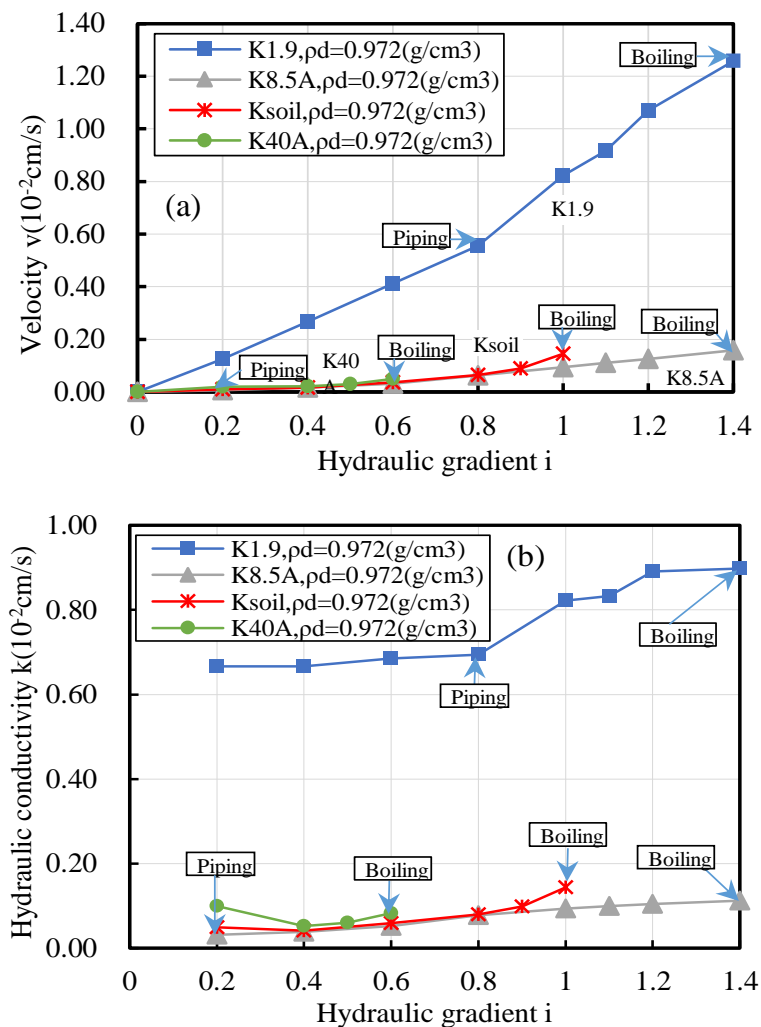 1.40
1.20
1.00
0.80
0.60
0.40
0.20
0.00
Velocity v(10-2cm/s)
K1.9,ρd=0.972(g/cm3)
K8.5A,ρd=0.972(g/cm3)
Ksoil,ρd=0.972(g/cm3)
K40A,ρd=0.972(g/cm3)
Boiling
(a)
K1.9
Piping
Boiling
Boiling
Boiling
Ksoil
K40
A
Piping
K8.5A
0 0.2 0.4 0.6 0.8 1 1.2 1.4
Hydraulic gradient i
1.00
0.80
0.60
0.40
0.20
0.00
Hydraulic conductivity k(10-2cm/s)
K1.9,ρd=0.972(g/cm3)
K8.5A,ρd=0.972(g/cm3)
Ksoil,ρd=0.972(g/cm3)
K40A,ρd=0.972(g/cm3)
(b)
Boiling
Piping
Boiling
Boiling
Piping
Boiling
0 0.2 0.4 0.6 0.8 1 1.2 1.4
Hydraulic gradient i